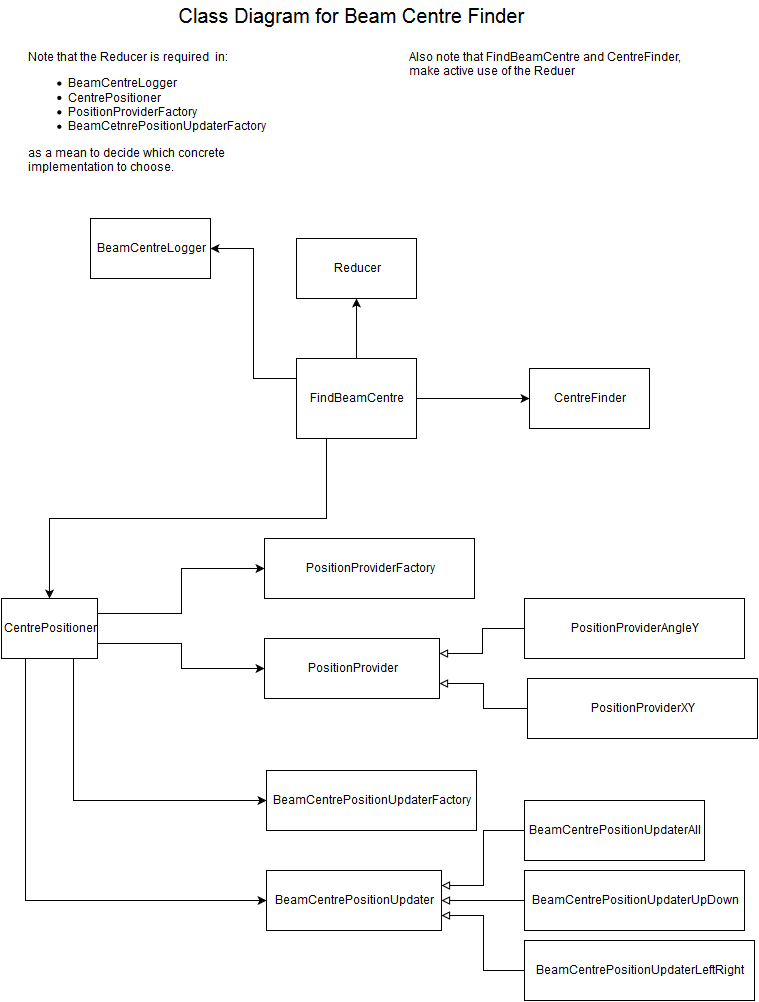 Class Diagram for Beam Centre Finder
Note that the Reducer is required in:
BeamCentreLogger
CentrePositioner
PositionProviderFactory
BeamCetnrePositionUpdaterFactory
as a mean to decide which concrete
implementation to choose.
Also note that FindBeamCentre and CentreFinder,
make active use of the Reduer
BeamCentreLogger
Reducer
FindBeamCentre
CentreFinder
PositionProviderFactory
CentrePositioner
PositionProviderAngleY
PositionProvider
PositionProviderXY
BeamCentrePositionUpdaterFactory
BeamCentrePositionUpdaterAll
BeamCentrePositionUpdater
BeamCentrePositionUpdaterUpDown
BeamCentrePositionUpdaterLeftRight